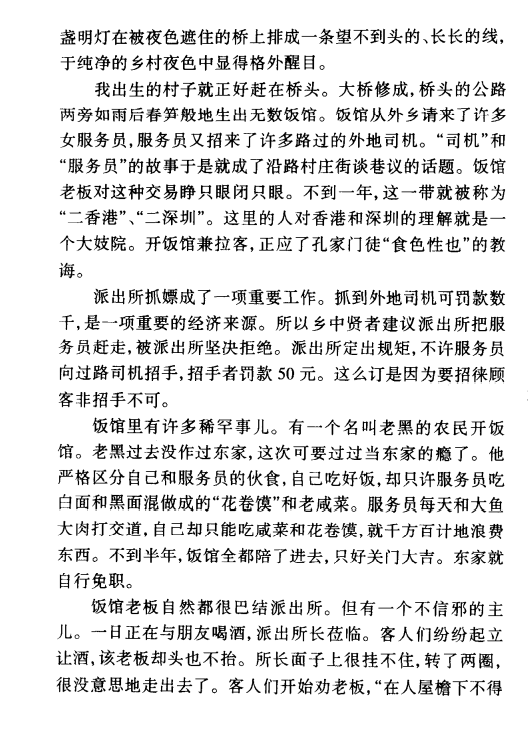 盏明灯在被夜色遮住的桥上排成一条望不到头的、长长的线,
于纯净的乡村夜色中显得格外醒目。
我出生的村子就正好赶在桥头。大桥修成,桥头的公路
两旁如雨后春笋般地生出无数饭馆。饭馆从外乡请来了许多
女服务员,服务员又招来了许多路过的外地司机。“司机”和
“服务员”的故事于是就成了沿路村庄街谈巷议的话题。饭馆
老板对这种交易睁只眼闭只眼。不到一年,这一带就被称为
“二香港”、“二深圳”。这里的人对香港和深圳的理解就是一
个大妓院。开饭馆兼拉客,正应了孔家门徒“食色性也”的教
诲。
派出所抓嫖成了一项重要工作。抓到外地司机可罚款数
千,是一项重要的经济来源。所以乡中贤者建议派出所把服
务员赶走,被派出所坚决拒绝。派出所定出规矩,不许服务员
向过路司机招手,招手者罚款 50 元。这么订是因为要招徕顾
客非招手不可。
饭馆里有许多稀罕事儿。有一个名叫老黑的农民开饭
馆。老黑过去没作过东家,这次可要过过当东家的瘾了。他
严格区分自己和服务员的伙食,自己吃好饭,却只许服务员吃
白面和黑面混做成的“花卷馍”和老咸菜。服务员每天和大鱼
大肉打交道,自己却只能吃咸菜和花卷馍,就千方百计地浪费
东西。不到半年,饭馆全都陪了进去,只好关门大吉。东家就
自行免职。
饭馆老板自然都很巴结派出所。但有一个不信邪的主
儿。一日正在与朋友喝酒,派出所长莅临。客人们纷纷起立
让酒,该老板却头也不抬。所长面子上很挂不住,转了两圈,
很没意思地走出去了。客人们开始劝老板,“在人屋檐下不得